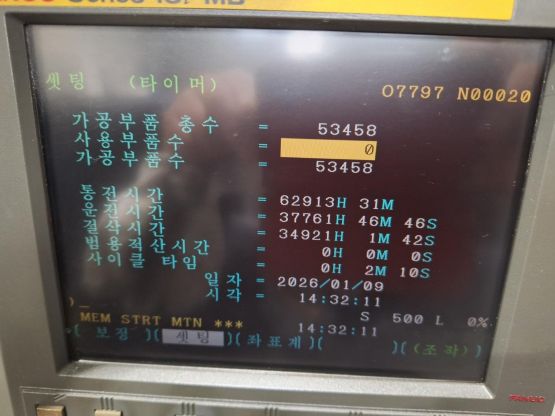 Series 18i-MB
셋팅 (타이머) O7797 N00020
가공부품 총수 = 53458
사용부품수 = 0
가공부품수 = 53458
통전시간 = 62913H 31M
운전시간 = 37761H 46M 46S
절삭시간 = 34921H 1M 42S
범용적산시간 = 0H 0M 0S
사이클 타임 = 0H 2M 10S
일자 = 2026/01/09
시각 = 14:32:11
)_
S 500 L 0%
MEM STRT MTN *** 14:32:11
[ 보정 )[ 셋팅 )[ 좌표계 )[ )[ (조작) )
FANUC